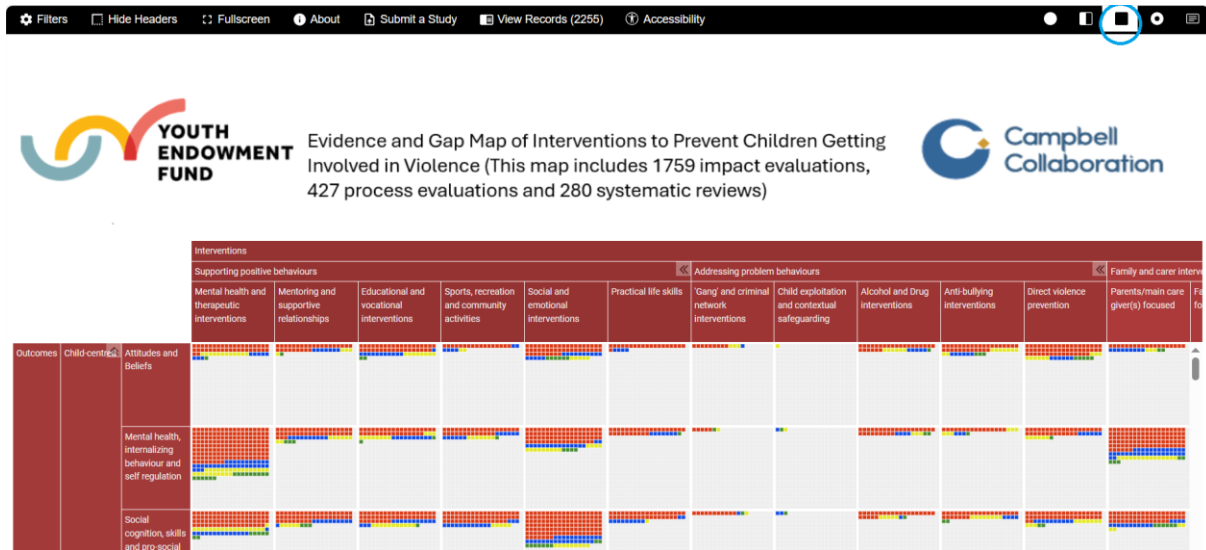 Filters Hide Headers Fullscreen About Submit a Study View Records (2255) Accessibility
YOUTH
ENDOWMENT
FUND
Evidence and Gap Map of Interventions to Prevent Children Getting
Involved in Violence (This map includes 1759 impact evaluations,
427 process evaluations and 280 systematic reviews)
Campbell
Collaboration
Interventions
Supporting positive behaviours
Addressing problem behaviours
Family and carer interve
Mental health and
therapeutic
interventions
Mentoring and
supportive
relationships
Educational and
vocational
interventions
Sports, recreation
and community
activities
Social and
emotional
interventions
Practical life skills
'Gang' and criminal
network
interventions
Child exploitation
and contextual
safeguarding
Alcohol and Drug
interventions
Anti-bullying
interventions
Direct violence
prevention
Parents/main care
giver(s) focused
Fa
fo
Outcomes
Child-centred
Attitudes and
Beliefs
Mental health,
internalizing
behaviour and
self regulation
Social
cognition, skills
and pro-social